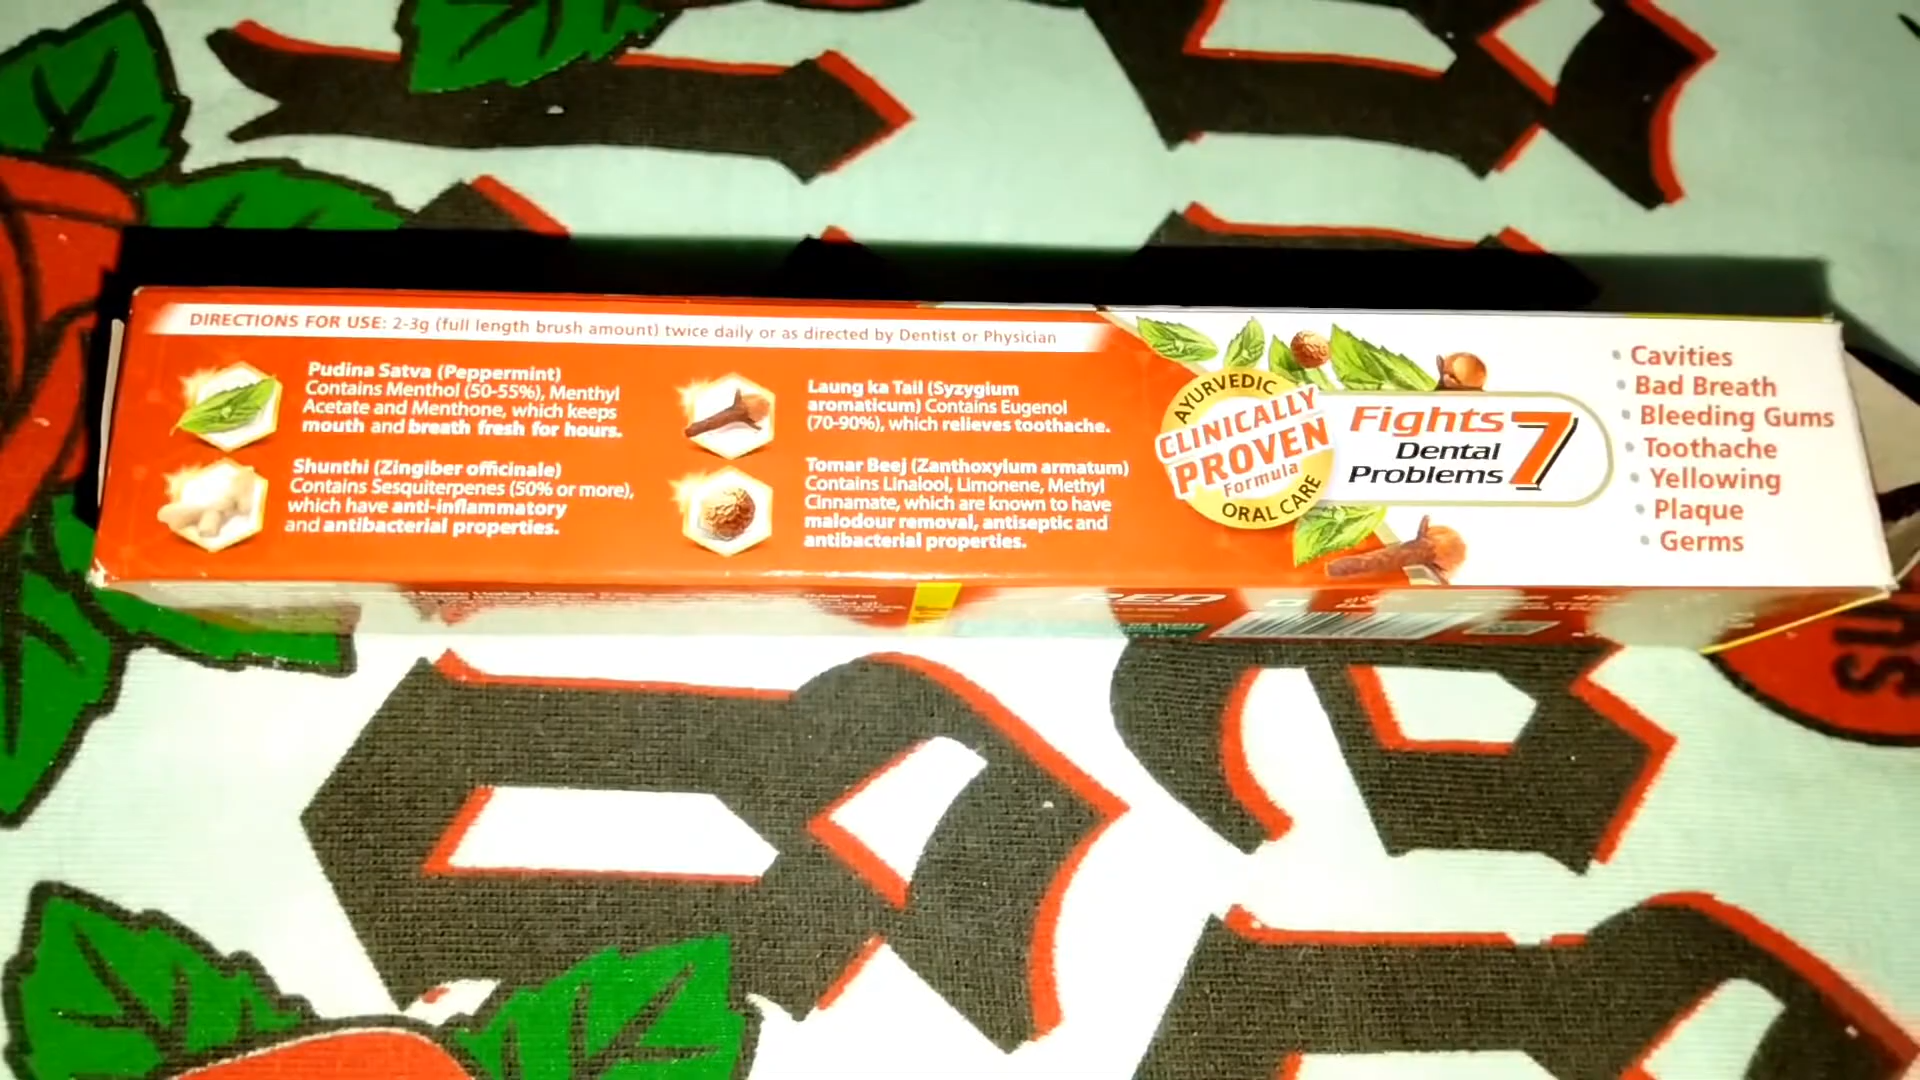 DIRECTIONS FOR USE: 2-3g (full length brush amount) twice daily or as directed by Dentist or Physician
Pudina Satva (Peppermint)
Contains Menthol (50-55%), Menthyl
Acetate and Menthone, which keeps
mouth and breath fresh for hours.
Shunthi (Zingiber officinale)
Contains Sesquiterpenes (50% or more),
which have anti-inflammatory
and antibacterial properties.
Laung ka Tail (Syzygium
aromaticum) Contains Eugenol
(70-90%), which relieves toothache.
Tomar Beej (Zanthoxylum armatum)
Contains Linalool, Limonene, Methyl
Cinnamate, which are known to have
malodour removal, antiseptic and
antibacterial properties.
AYURVEDIC
CLINICALLY
PROVEN
Formula
ORAL CARE
Fights 7
Dental
Problems
• Cavities
• Bad Breath
• Bleeding Gums
• Toothache
• Yellowing
• Plaque
• Germs
RED